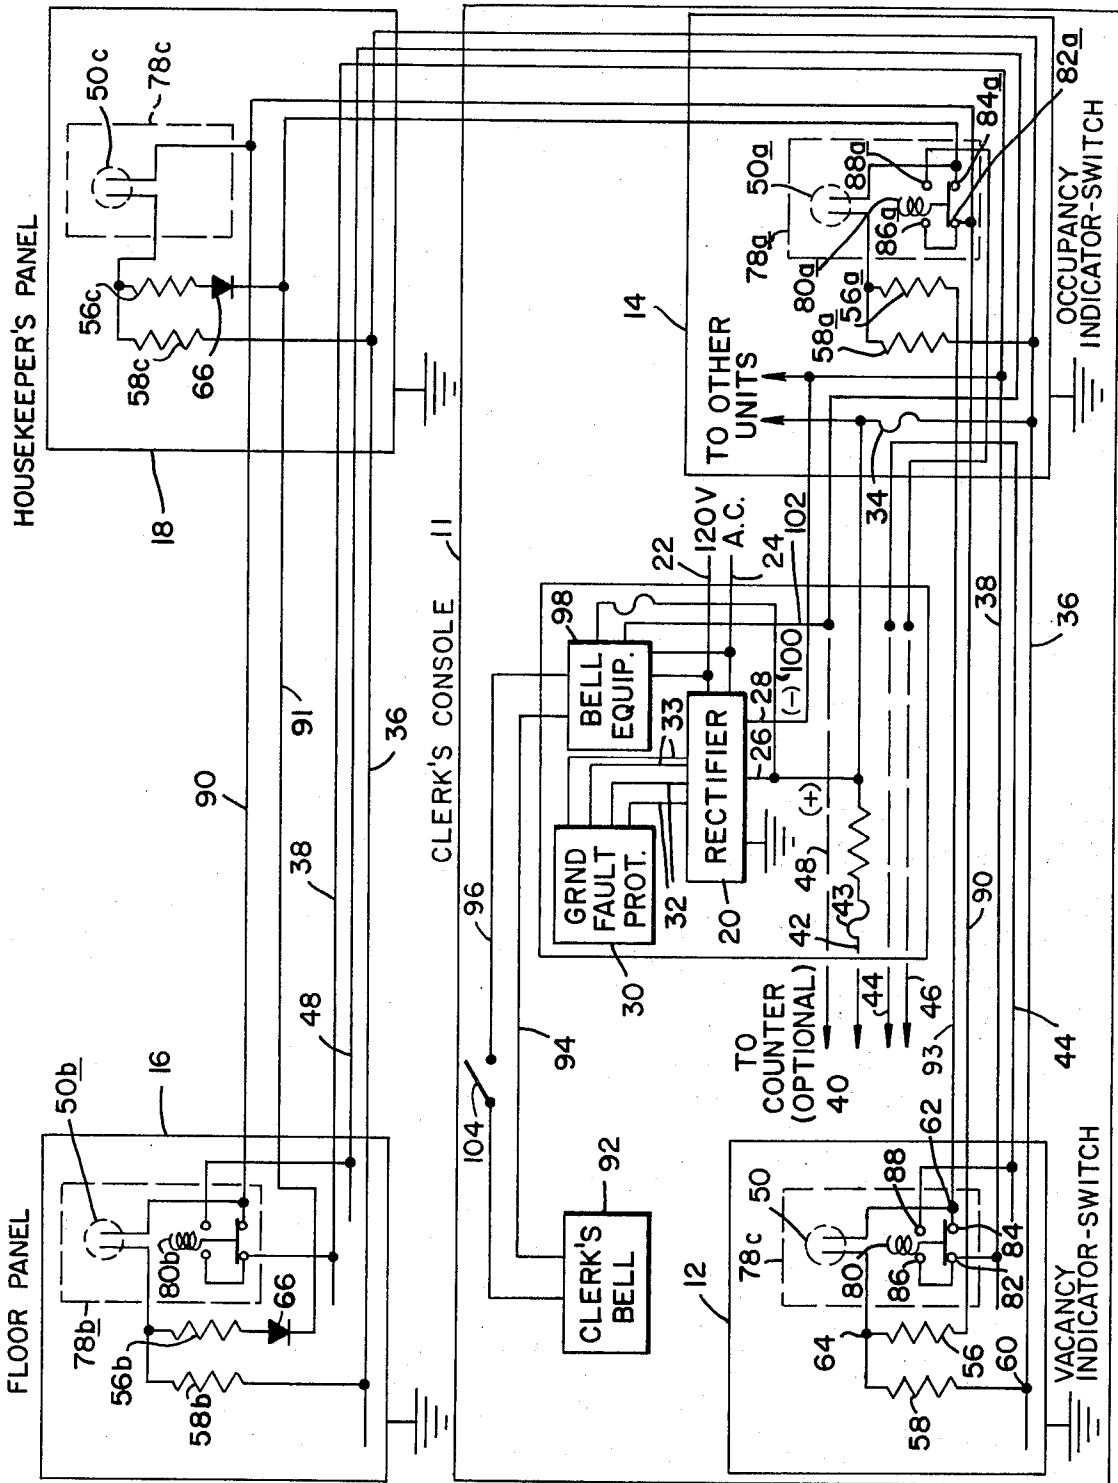 FLOOR PANEL
50b
16
78b
80b
56b
66
58b
90
91
38
48
36
HOUSEKEEPER'S PANEL
50c
78c
56c
58c
66
18
CLERK'S CONSOLE
11
104
96
94
92
CLERK'S
BELL
98
BELL
EQUIP.
33
GRND
FAULT
PROT.
32
30
RECTIFIER
20
22
120V
A.C.
24
26
28
(-)
100
102
(+)
48
42
43
TO
COUNTER
(OPTIONAL)
40
44
46
93
90
44
38
36
34
12
78c
50
80
88
86
62
64
84
82
56
58
60
VACANCY
INDICATOR-SWITCH
14
TO OTHER
UNITS
50a
78a
80a
88a
86a
56a
58a
84a
82a
OCCUPANCY
INDICATOR-SWITCH